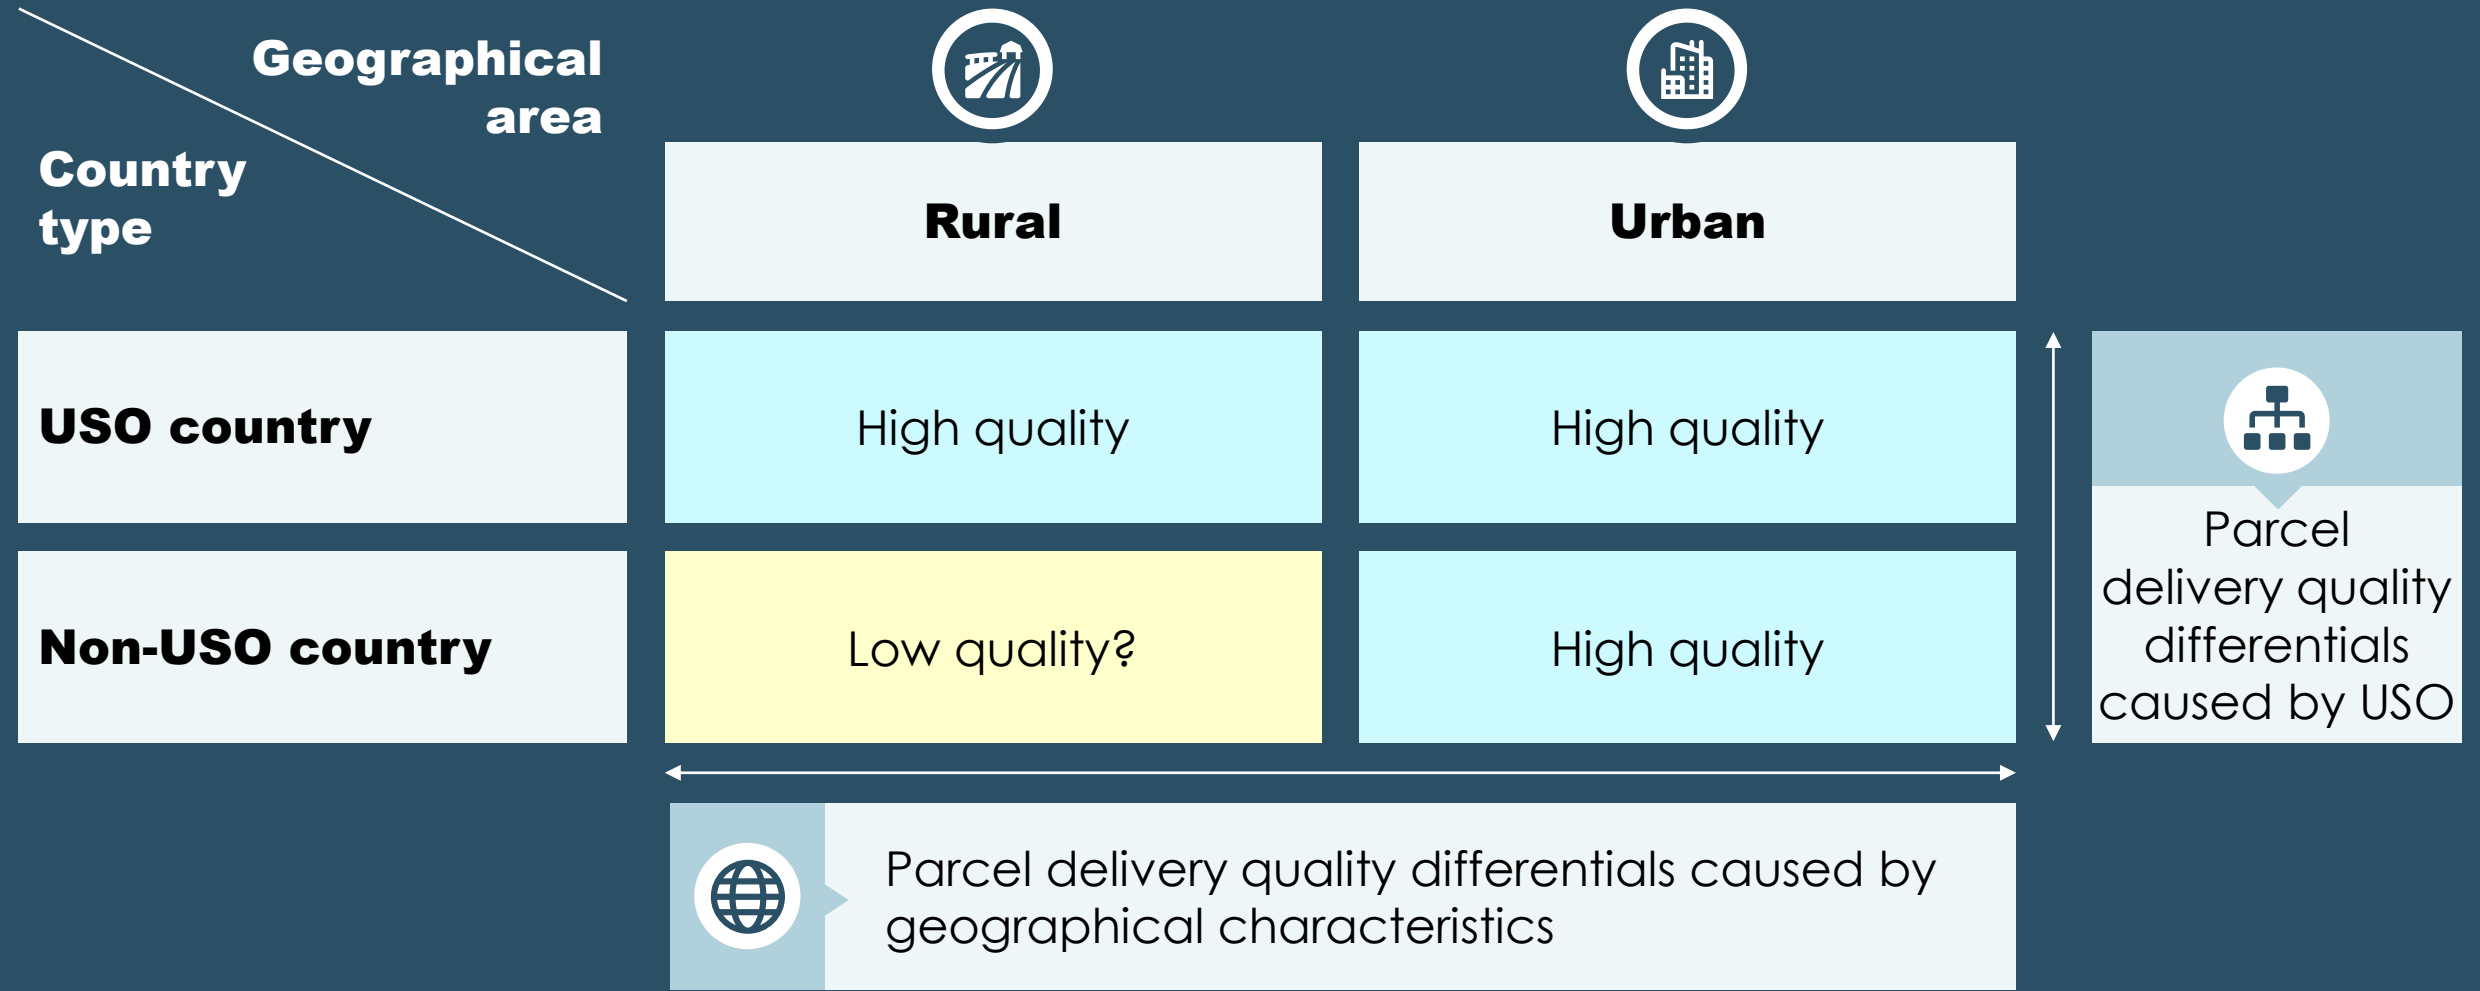 Geographical
area
Country
type
Rural
Urban
USO country
High quality
High quality
Non-USO country
Low quality?
High quality
Parcel
delivery quality
differentials
caused by USO
Parcel delivery quality differentials caused by
geographical characteristics